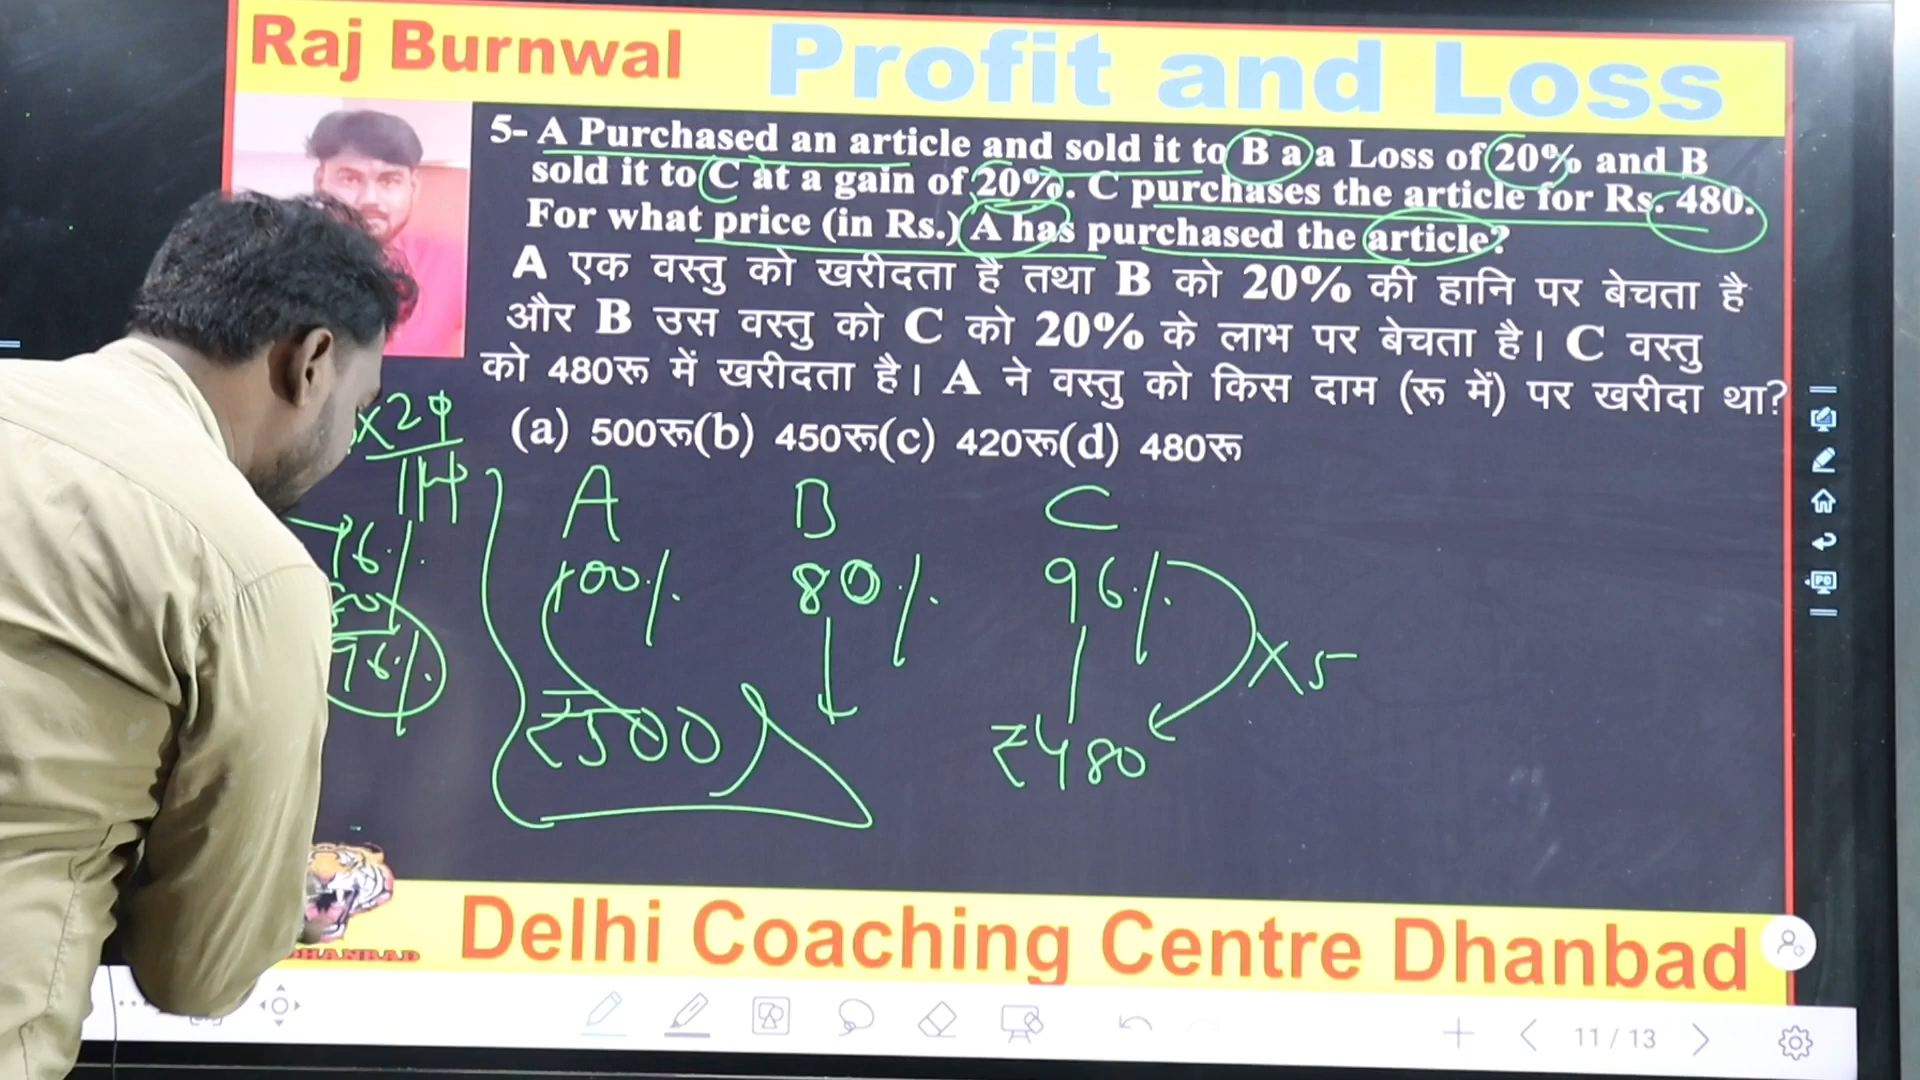 Raj Burnwal Profit and Loss
5- A Purchased an article and sold it to B a a Loss of 20% and B
sold it to C at a gain of 20%. C purchases the article for Rs. 480.
For what price (in Rs.) A has purchased the article?
A एक वस्तु को खरीदता है तथा B को 20% की हानि पर बेचता है
और B उस वस्तु को C को 20% के लाभ पर बेचता है। C वस्तु
को 480रू में खरीदता है। A ने वस्तु को किस दाम (रू में) पर खरीदा था?
(a) 500रू(b) 450रू(c) 420रू(d) 480रू
A B C
100% 80% 96%
96%
×5
₹500 ₹480
Delhi Coaching Centre Dhanbad
11 / 13